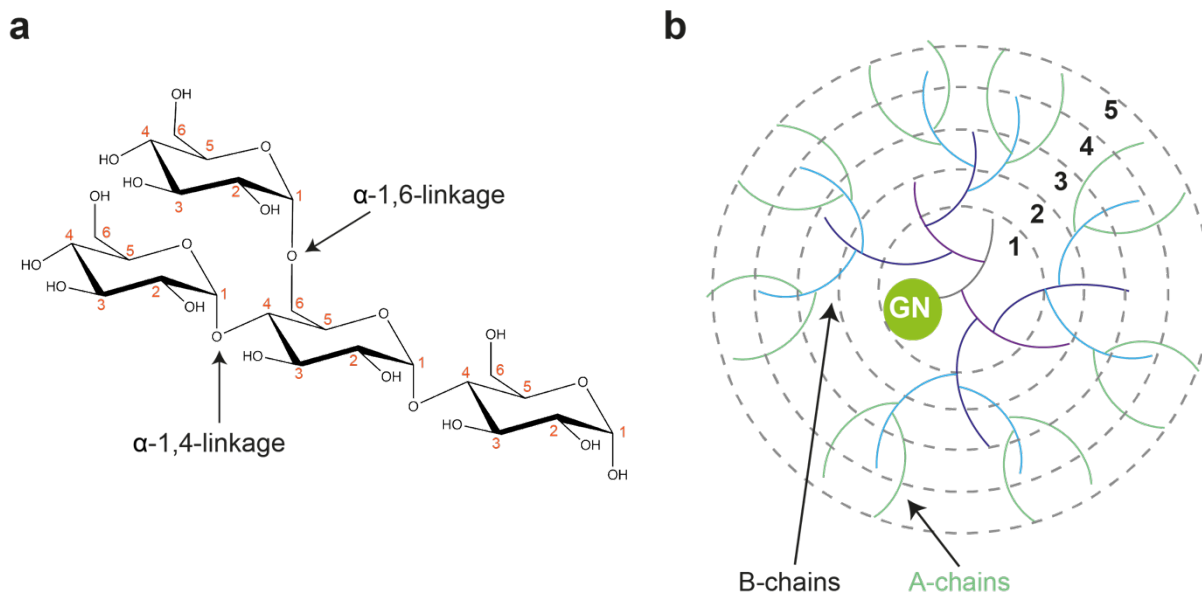 a
OH
6
4
HO
5
O
HO
3
2
OH
1
α-1,6-linkage
OH
6
4
HO
5
O
HO
3
2
OH
1
O
O
6
4
5
O
HO
3
2
OH
1
O
OH
6
4
5
O
HO
3
2
OH
1
OH
α-1,4-linkage
b
5
4
3
2
1
GN
B-chains
A-chains